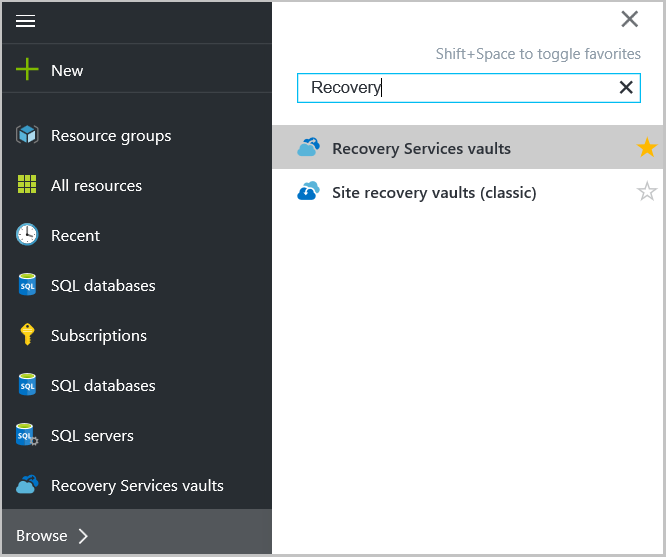 New
Resource groups
All resources
Recent
SQL databases
Subscriptions
SQL databases
SQL servers
Recovery Services vaults
Browse
Shift+Space to toggle favorites
Recovery
Recovery Services vaults
Site recovery vaults (classic)